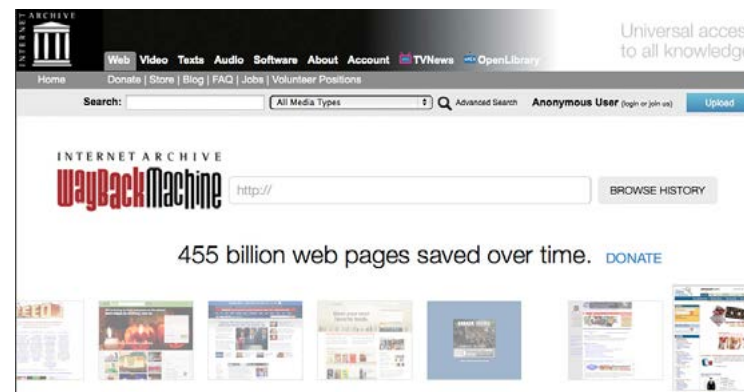 INTERNET ARCHIVE
Universal acces
to all knowledge
Web Video Texts Audio Software About Account TVNews OpenLibrary
Home Donate | Store | Blog | FAQ | Jobs | Volunteer Positions
Search: All Media Types Advanced Search Anonymous User (login or join us) Upload
INTERNET ARCHIVE
WayBackMachine http:// BROWSE HISTORY
455 billion web pages saved over time. DONATE